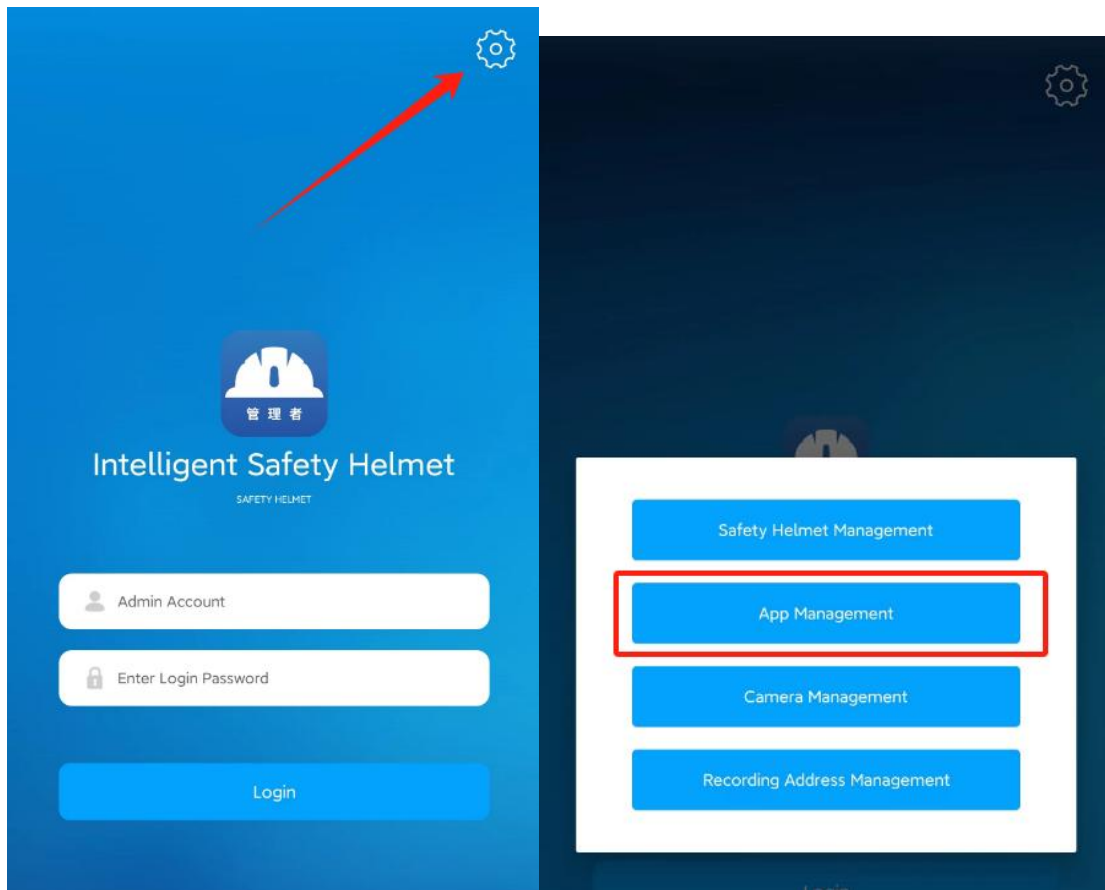 管理者
Intelligent Safety Helmet
SAFETY HELMET
Admin Account
Enter Login Password
Login
Safety Helmet Management
App Management
Camera Management
Recording Address Management